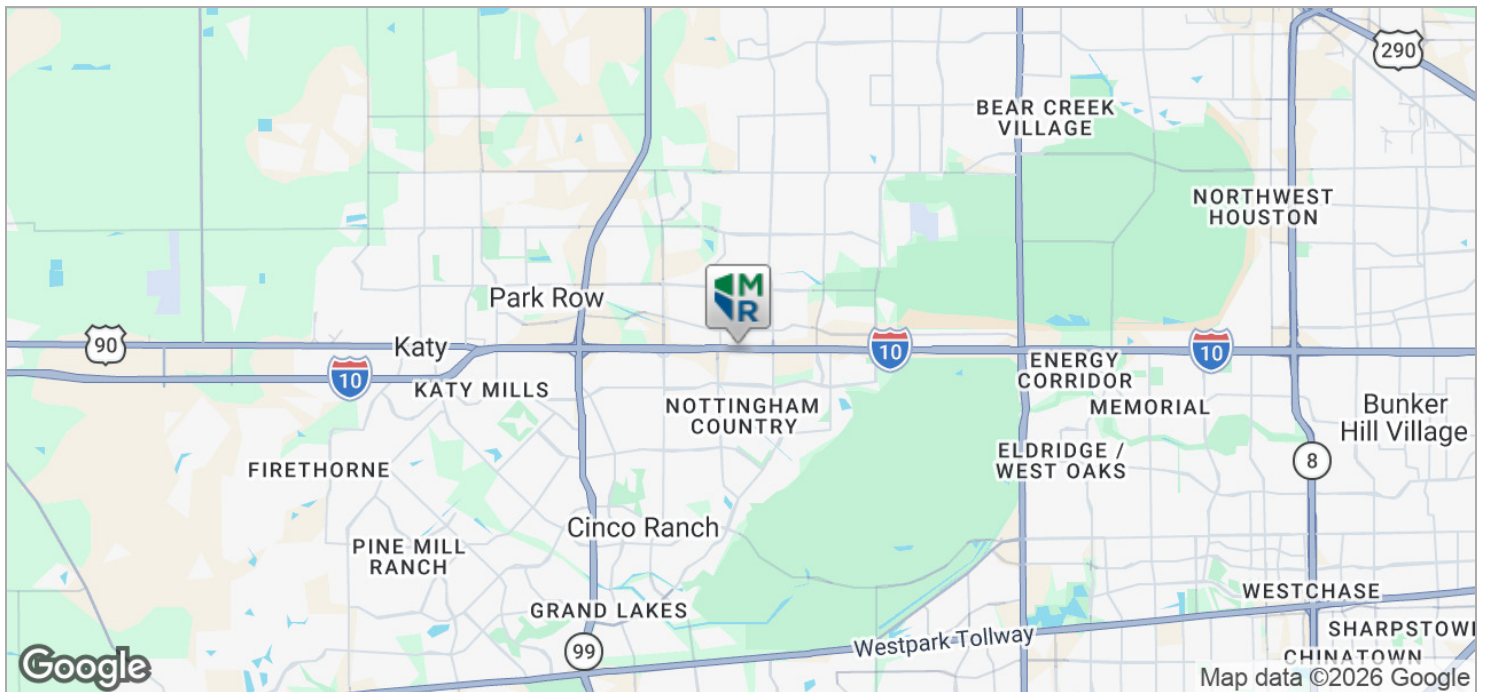 290
BEAR CREEK
VILLAGE
NORTHWEST
HOUSTON
M
R
Park Row
90
Katy
10
10
10
KATY MILLS
ENERGY
CORRIDOR
MEMORIAL
NOTTINGHAM
COUNTRY
Bunker
Hill Village
FIRETHORNE
ELDRIDGE /
WEST OAKS
8
Cinco Ranch
PINE MILL
RANCH
WESTCHASE
GRAND LAKES
SHARPSTOWN
Westpark Tollway
99
CHINATOWN
Google
Map data ©2026 Google